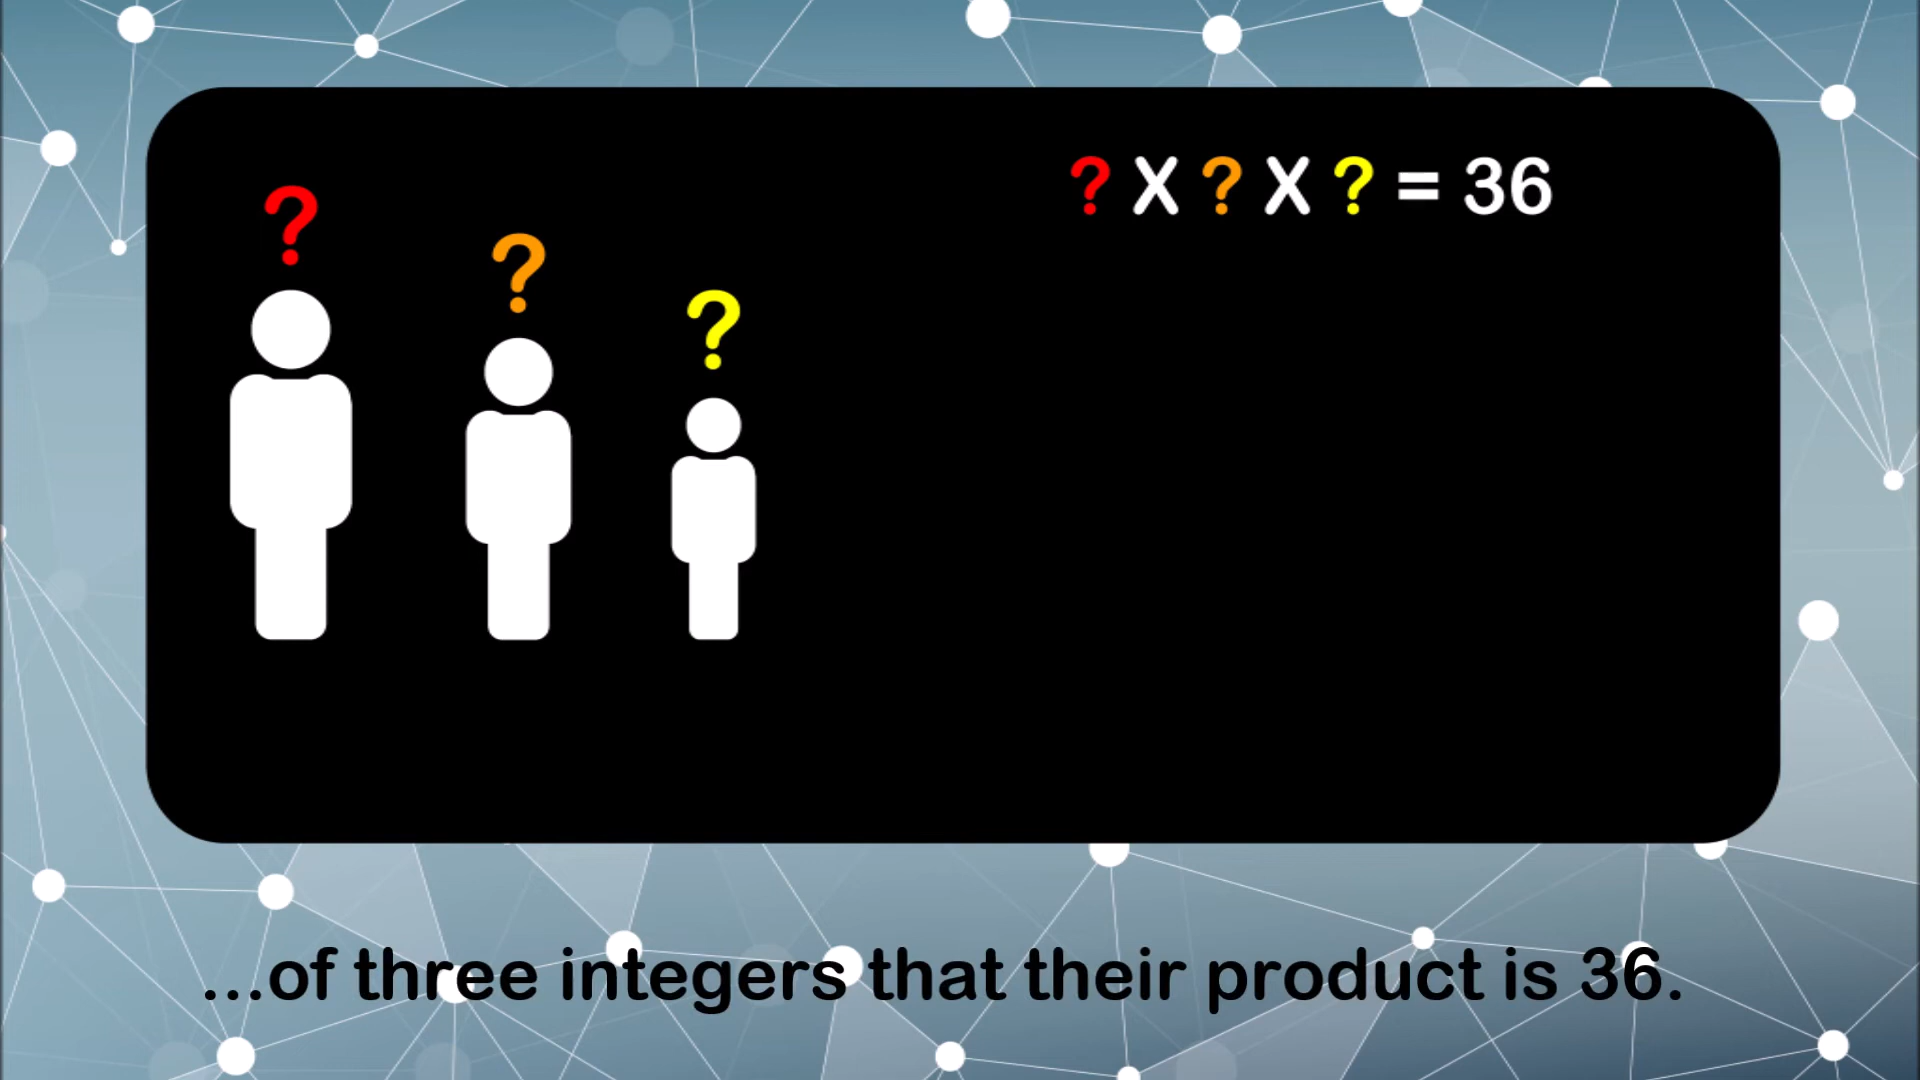 ? X ? X ? = 36
?
?
?
...of three integers that their product is 36.